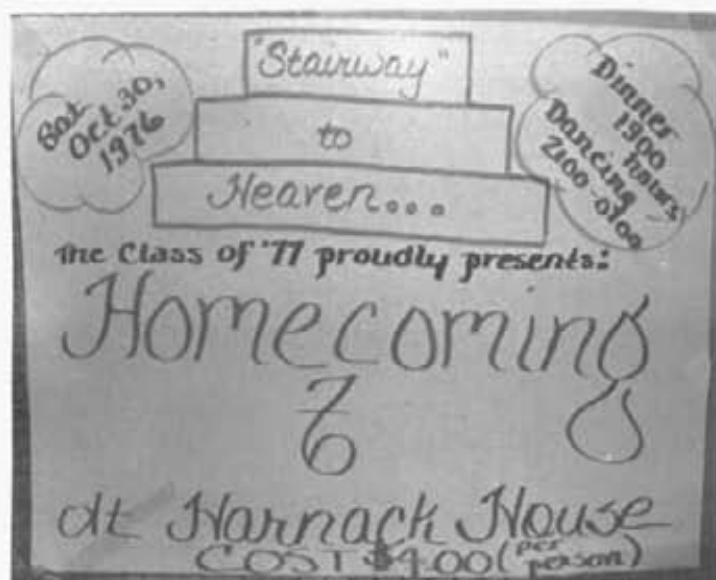 "Stairway"
to
Heaven...
Sat
Oct. 30,
1976
Dinner
1900
hours
Dancing
2100-0100
the Class of '77 proudly presents:
Homecoming
76
at Harnack House
COST $4.00 (per
person)